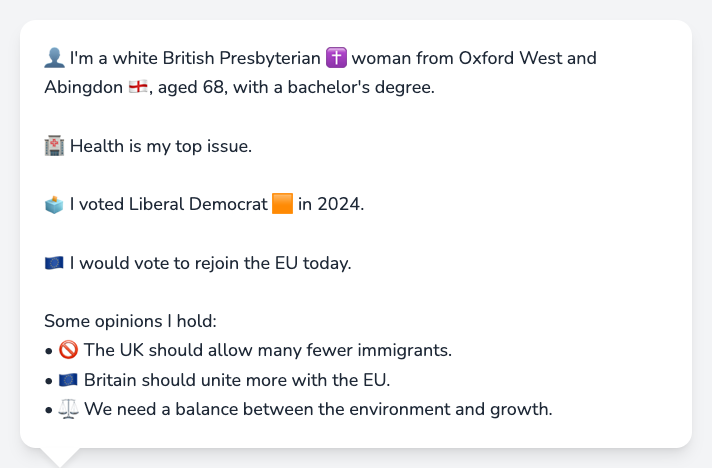 👤 I'm a white British Presbyterian ✝️ woman from Oxford West and
Abingdon 🏴󠁧󠁢󠁥󠁮󠁧󠁿, aged 68, with a bachelor's degree.
🏥 Health is my top issue.
🗳️ I voted Liberal Democrat 🟧 in 2024.
🇪🇺 I would vote to rejoin the EU today.
Some opinions I hold:
• 🚫 The UK should allow many fewer immigrants.
• 🇪🇺 Britain should unite more with the EU.
• ⚖️ We need a balance between the environment and growth.